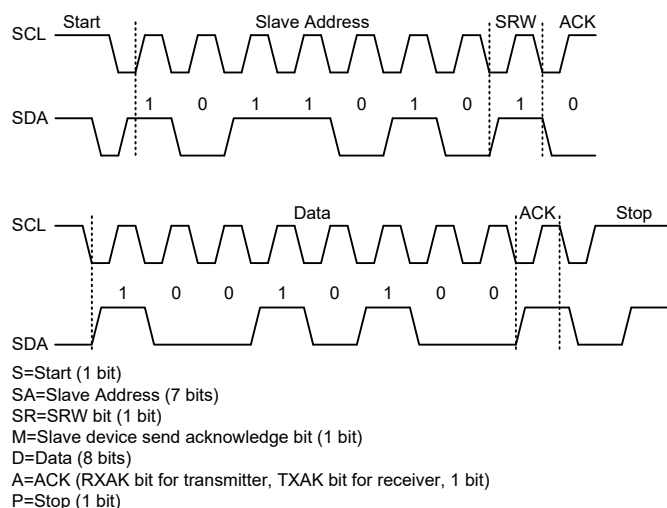 Start Slave Address SRW ACK
SCL
1 0 1 1 0 1 0 1 0
SDA
Data ACK Stop
SCL
1 0 0 1 0 1 0 0
SDA
S=Start (1 bit)
SA=Slave Address (7 bits)
SR=SRW bit (1 bit)
M=Slave device send acknowledge bit (1 bit)
D=Data (8 bits)
A=ACK (RXAK bit for transmitter, TXAK bit for receiver, 1 bit)
P=Stop (1 bit)